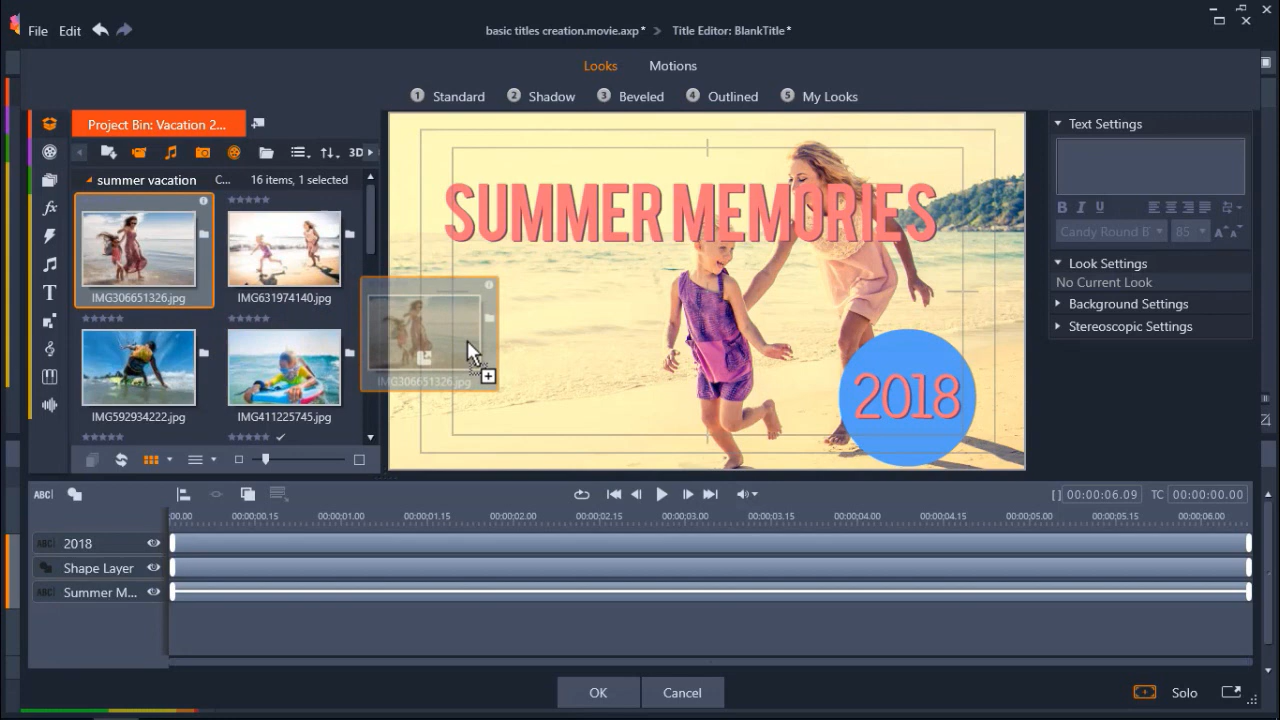 File Edit
basic titles creation.movie.axp* > Title Editor: BlankTitle*
Looks Motions
1 Standard 2 Shadow 3 Beveled 4 Outlined 5 My Looks
Project Bin: Vacation 2...
3D
summer vacation C... 16 items, 1 selected
IMG306651326.jpg IMG631974140.jpg
IMG592934222.jpg IMG411225745.jpg
fx
T
IMG306651326.jpg
SUMMER MEMORIES
2018
Text Settings
B I U
Candy Round B 85 A A
Look Settings
No Current Look
Background Settings
Stereoscopic Settings
ABC
[ ] 00:00:06.09 TC 00:00:00.00
:00.00 00:00:00.15 00:00:01.00 00:00:01.15 00:00:02.00 00:00:02.15 00:00:03.00 00:00:03.15 00:00:04.00 00:00:04.15 00:00:05.00 00:00:05.15 00:00:06.00
ABC 2018
Shape Layer
ABC Summer M...
OK Cancel
Solo